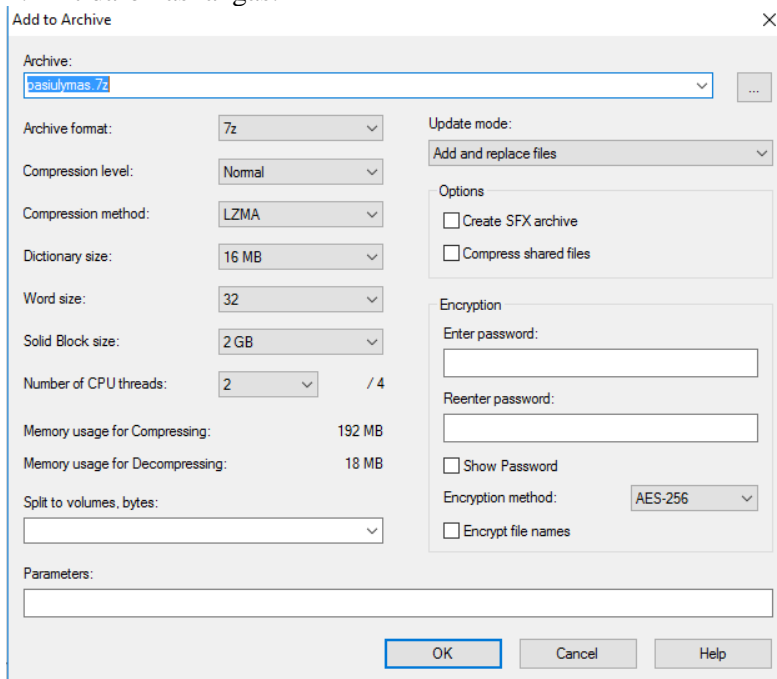 Add to Archive
Archive:
pasiulymas.7z
...
Archive format: 7z
Compression level: Normal
Compression method: LZMA
Dictionary size: 16 MB
Word size: 32
Solid Block size: 2 GB
Number of CPU threads: 2 / 4
Memory usage for Compressing: 192 MB
Memory usage for Decompressing: 18 MB
Split to volumes, bytes:
Update mode:
Add and replace files
Options
Create SFX archive
Compress shared files
Encryption
Enter password:
Reenter password:
Show Password
Encryption method: AES-256
Encrypt file names
Parameters:
OK
Cancel
Help